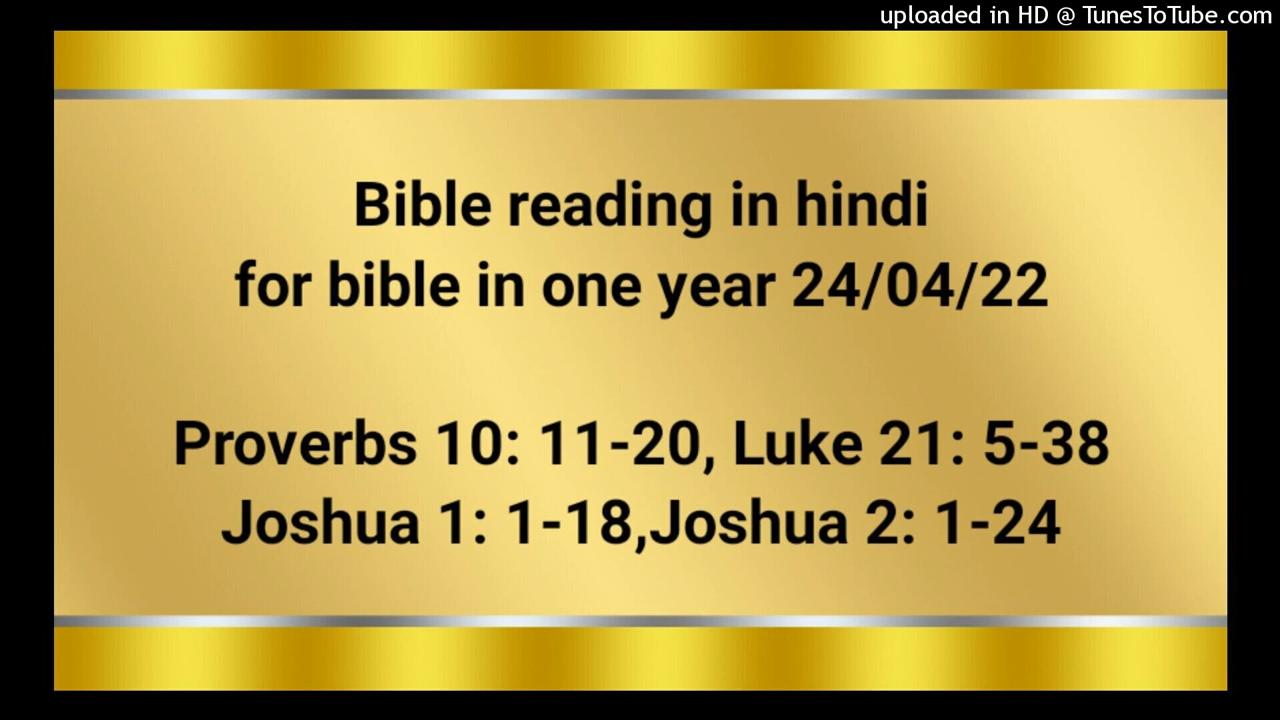 uploaded in HD @ TunesToTube.com
Bible reading in hindi
for bible in one year 24/04/22
Proverbs 10: 11-20, Luke 21: 5-38
Joshua 1: 1-18,Joshua 2: 1-24